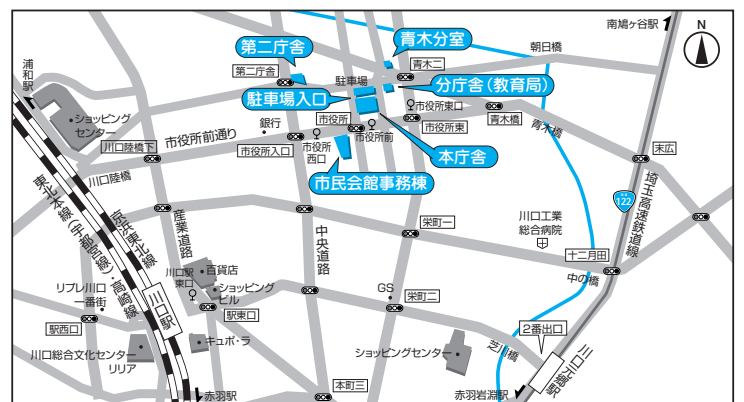 南鳩ヶ谷駅
N
青木分室
第二庁舎
朝日橋
浦和駅
第二庁舎
青木二
駐車場
分庁舎（教育局）
駐車場入口
市役所東口
ショッピング
センター
市役所
市役所東
青木橋
青木橋
市役所前通り
銀行
市役所前
川口陸橋下
市役所入口
市役所
西口
本庁舎
末広
川口陸橋
市民会館事務棟
122
埼玉高速鉄道線
東北本線（宇都宮線）・高崎線
京浜東北線
産業道路
中央道路
栄町一
川口工業
総合病院
十二月田
中の橋
百貨店
川口駅
東口
ショッピング
ビル
リプレ川口
一番街
GS
栄町二
川口駅
駅西口
駅東口
2番出口
キュポ・ラ
川口総合文化センター
リリア
ショッピングセンター
芝川橋
川口元郷駅
本町三
赤羽駅
赤羽岩淵駅